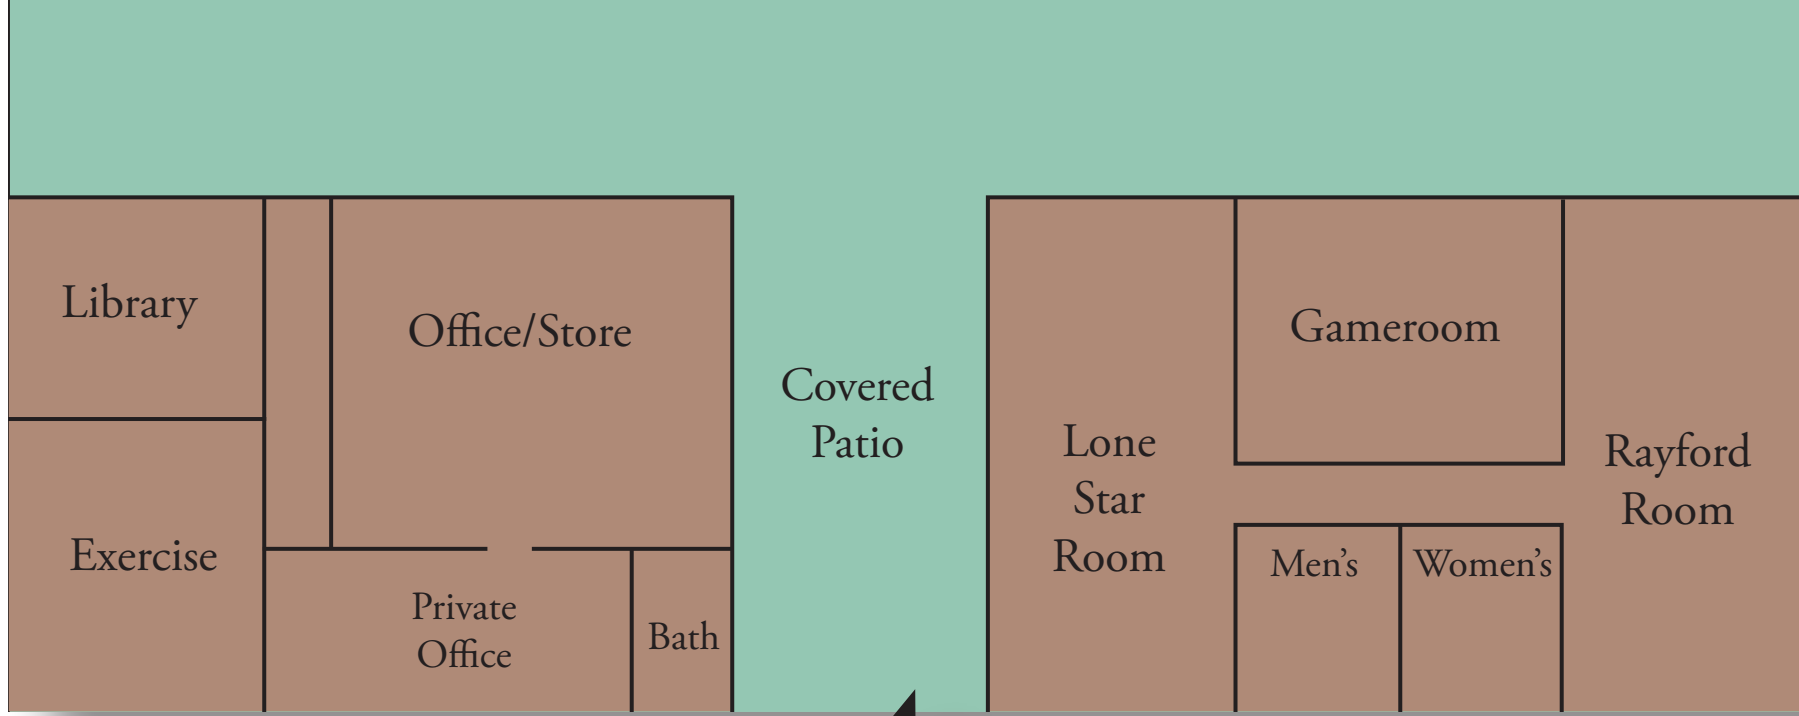 Library
Office/Store
Exercise
Private
Office
Bath
Covered
Patio
Lone
Star
Room
Gameroom
Men's
Women's
Rayford
Room